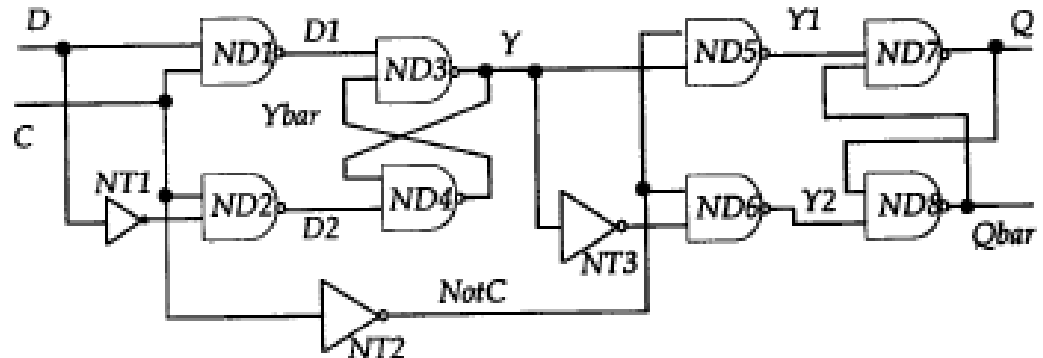 D
ND1
D1
ND3
Y
ND5
Y1
ND7
Q
C
Ybar
NT1
ND2
D2
ND4
NT3
ND6
Y2
ND8
Qbar
NotC
NT2